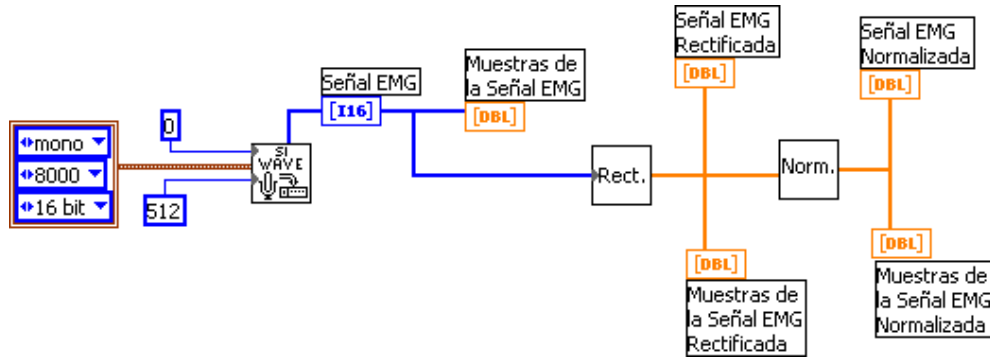 mono
8000
16 bit
0
512
SI
WAVE
Señal EMG
[I16]
Muestras de
la Señal EMG
[DBL]
Rect.
Señal EMG
Rectificada
[DBL]
[DBL]
Muestras de
la Señal EMG
Rectificada
Norm.
Señal EMG
Normalizada
[DBL]
[DBL]
Muestras de
la Señal EMG
Normalizada